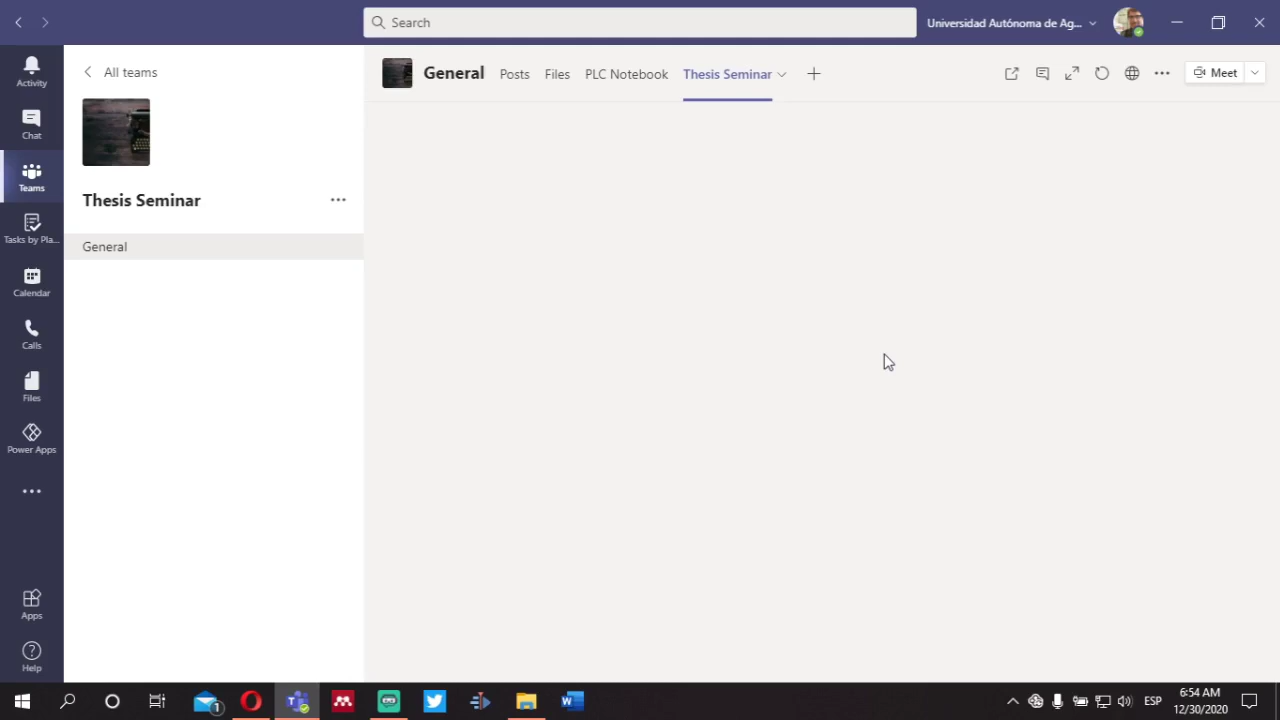 Search
Universidad Autónoma de Ag...
Activity
Chat
Teams
Tasks by Pla...
Calendar
Calls
Files
Power Apps
Apps
Help
All teams
Thesis Seminar
General
General
Posts
Files
PLC Notebook
Thesis Seminar
Meet
1
ESP
6:54 AM
12/30/2020